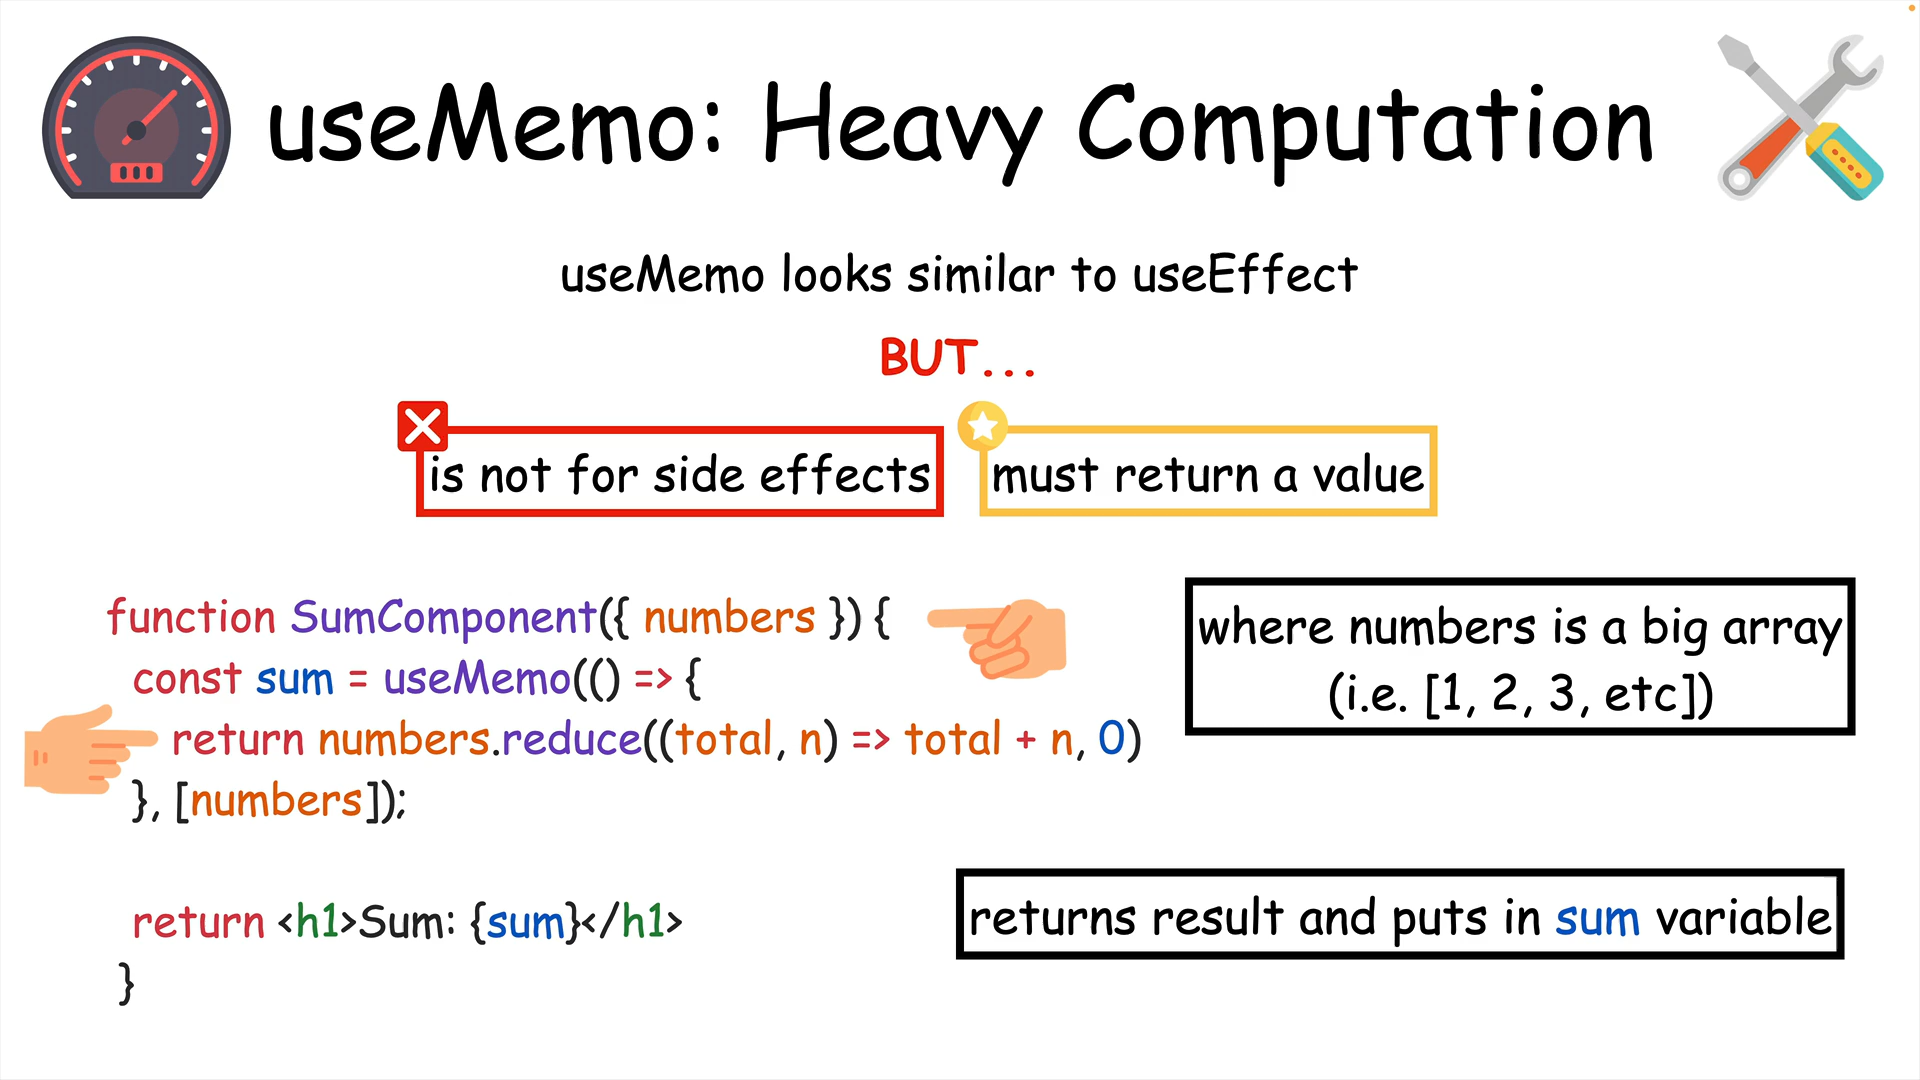 useMemo: Heavy Computation
useMemo looks similar to useEffect
BUT...
is not for side effects
must return a value
function SumComponent({ numbers }) {
const sum = useMemo(() => {
return numbers.reduce((total, n) => total + n, 0)
}, [numbers]);
return <h1>Sum: {sum}</h1>
}
where numbers is a big array
(i.e. [1, 2, 3, etc])
returns result and puts in sum variable